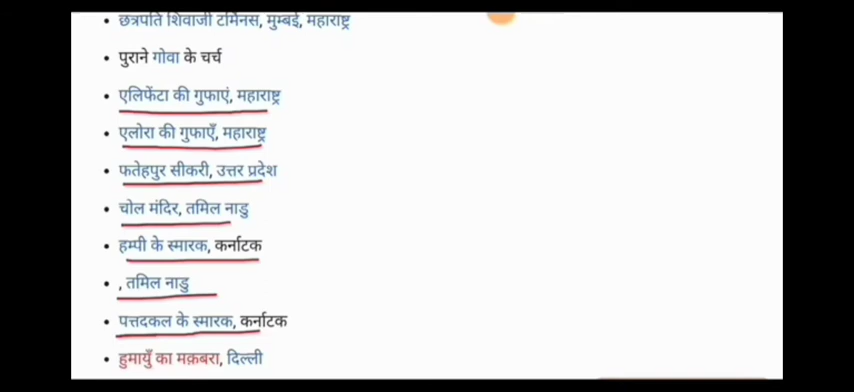 छत्रपति शिवाजी टर्मिनस, मुम्बई, महाराष्ट्र
पुराने गोवा के चर्च
एलिफेंटा की गुफाएं, महाराष्ट्र
एलोरा की गुफाएँ, महाराष्ट्र
फतेहपुर सीकरी, उत्तर प्रदेश
चोल मंदिर, तमिल नाडु
हम्पी के स्मारक, कर्नाटक
, तमिल नाडु
पत्तदकल के स्मारक, कर्नाटक
हुमायुँ का मक़बरा, दिल्ली